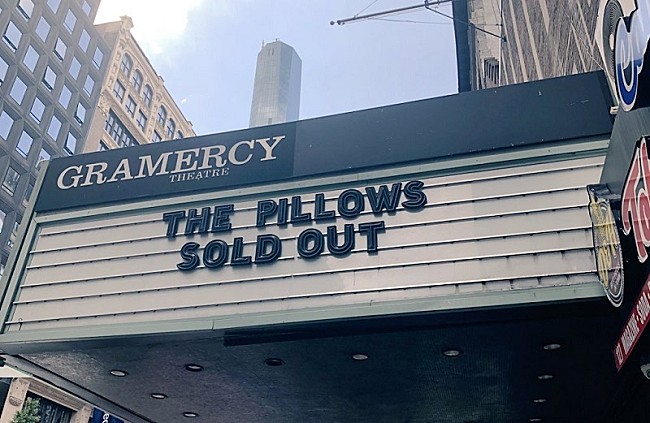 GRAMERCY
THEATRE
THE PILLOWS
SOLD OUT